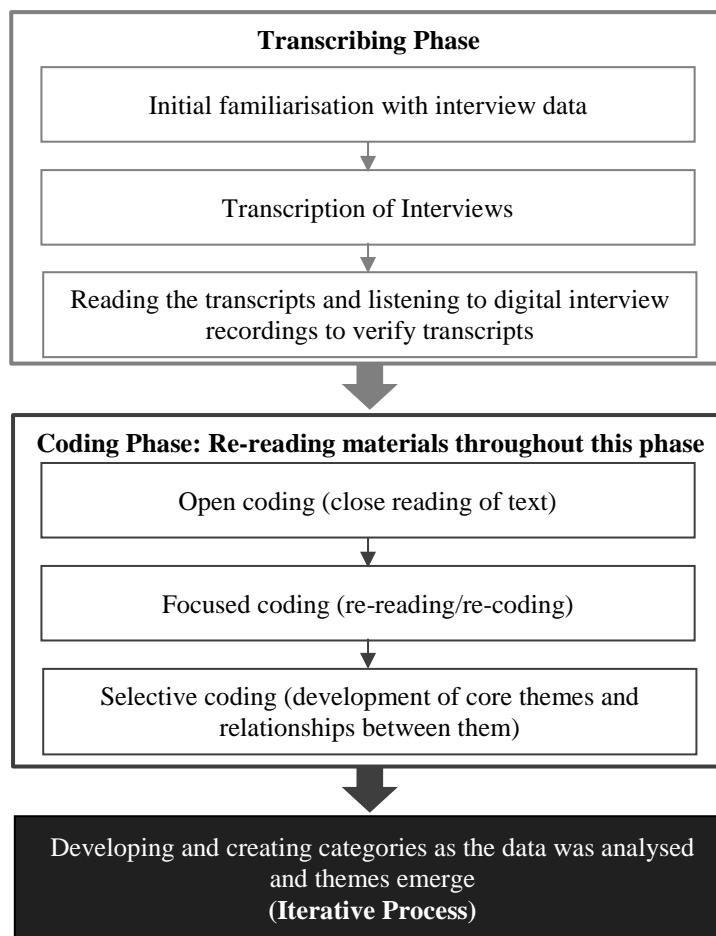 Transcribing Phase
Initial familiarisation with interview data
Transcription of Interviews
Reading the transcripts and listening to digital interview
recordings to verify transcripts
Coding Phase: Re-reading materials throughout this phase
Open coding (close reading of text)
Focused coding (re-reading/re-coding)
Selective coding (development of core themes and
relationships between them)
Developing and creating categories as the data was analysed
and themes emerge
(Iterative Process)